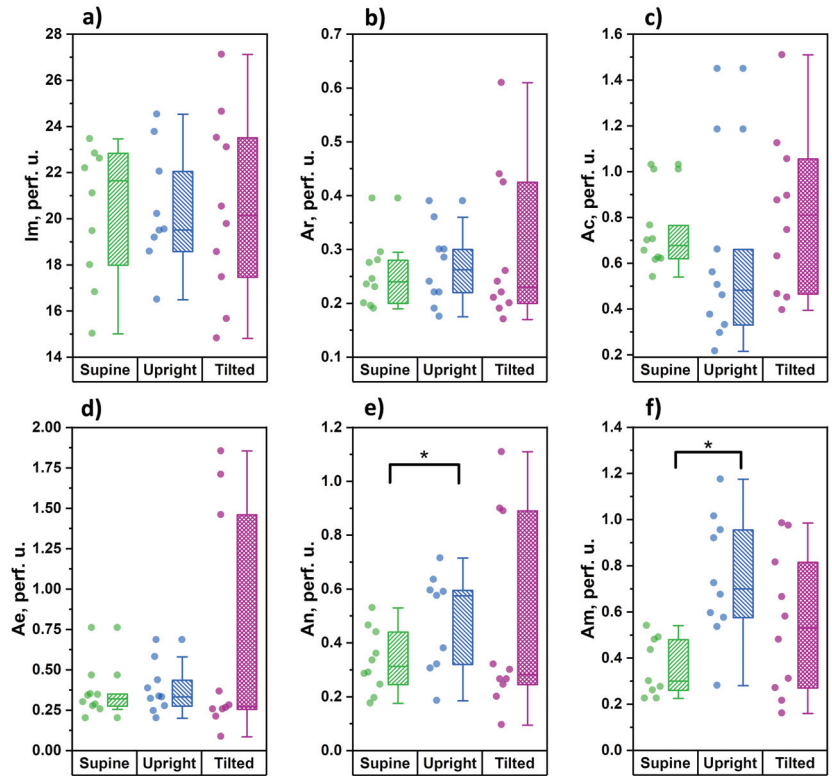 a)
Im, perf. u.
28
26
24
22
20
18
16
14
Supine Upright Tilted
b)
Ar, perf. u.
0.7
0.6
0.5
0.4
0.3
0.2
0.1
Supine Upright Tilted
c)
Ac, perf. u.
1.6
1.4
1.2
1.0
0.8
0.6
0.4
0.2
Supine Upright Tilted
d)
Ae, perf. u.
2.00
1.75
1.50
1.25
1.00
0.75
0.50
0.25
0.00
Supine Upright Tilted
e)
An, perf. u.
1.2
1.0
0.8
0.6
0.4
0.2
0.0
*
Supine Upright Tilted
f)
Am, perf. u.
1.4
1.2
1.0
0.8
0.6
0.4
0.2
0.0
*
Supine Upright Tilted